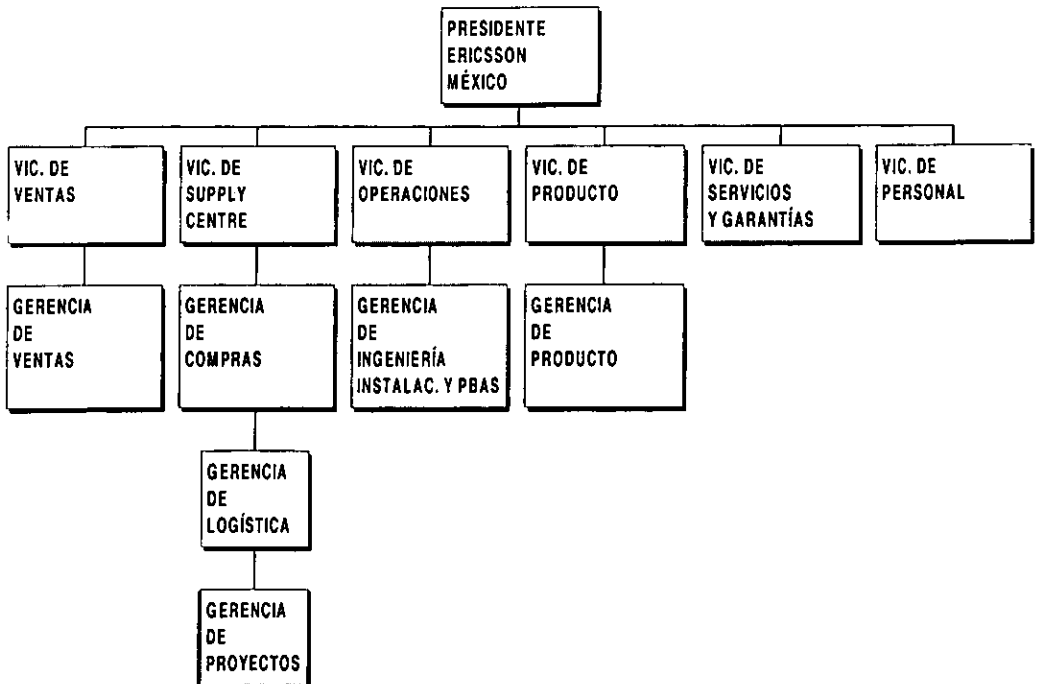 PRESIDENTE
ERICSSON
MÉXICO
VIC. DE
VENTAS
VIC. DE
SUPPLY
CENTRE
VIC. DE
OPERACIONES
VIC. DE
PRODUCTO
VIC. DE
SERVICIOS
Y GARANTÍAS
VIC. DE
PERSONAL
GERENCIA
DE
VENTAS
GERENCIA
DE
COMPRAS
GERENCIA
DE
INGENIERÍA
INSTALAC. Y PBAS
GERENCIA
DE
PRODUCTO
GERENCIA
DE
LOGÍSTICA
GERENCIA
DE
PROYECTOS